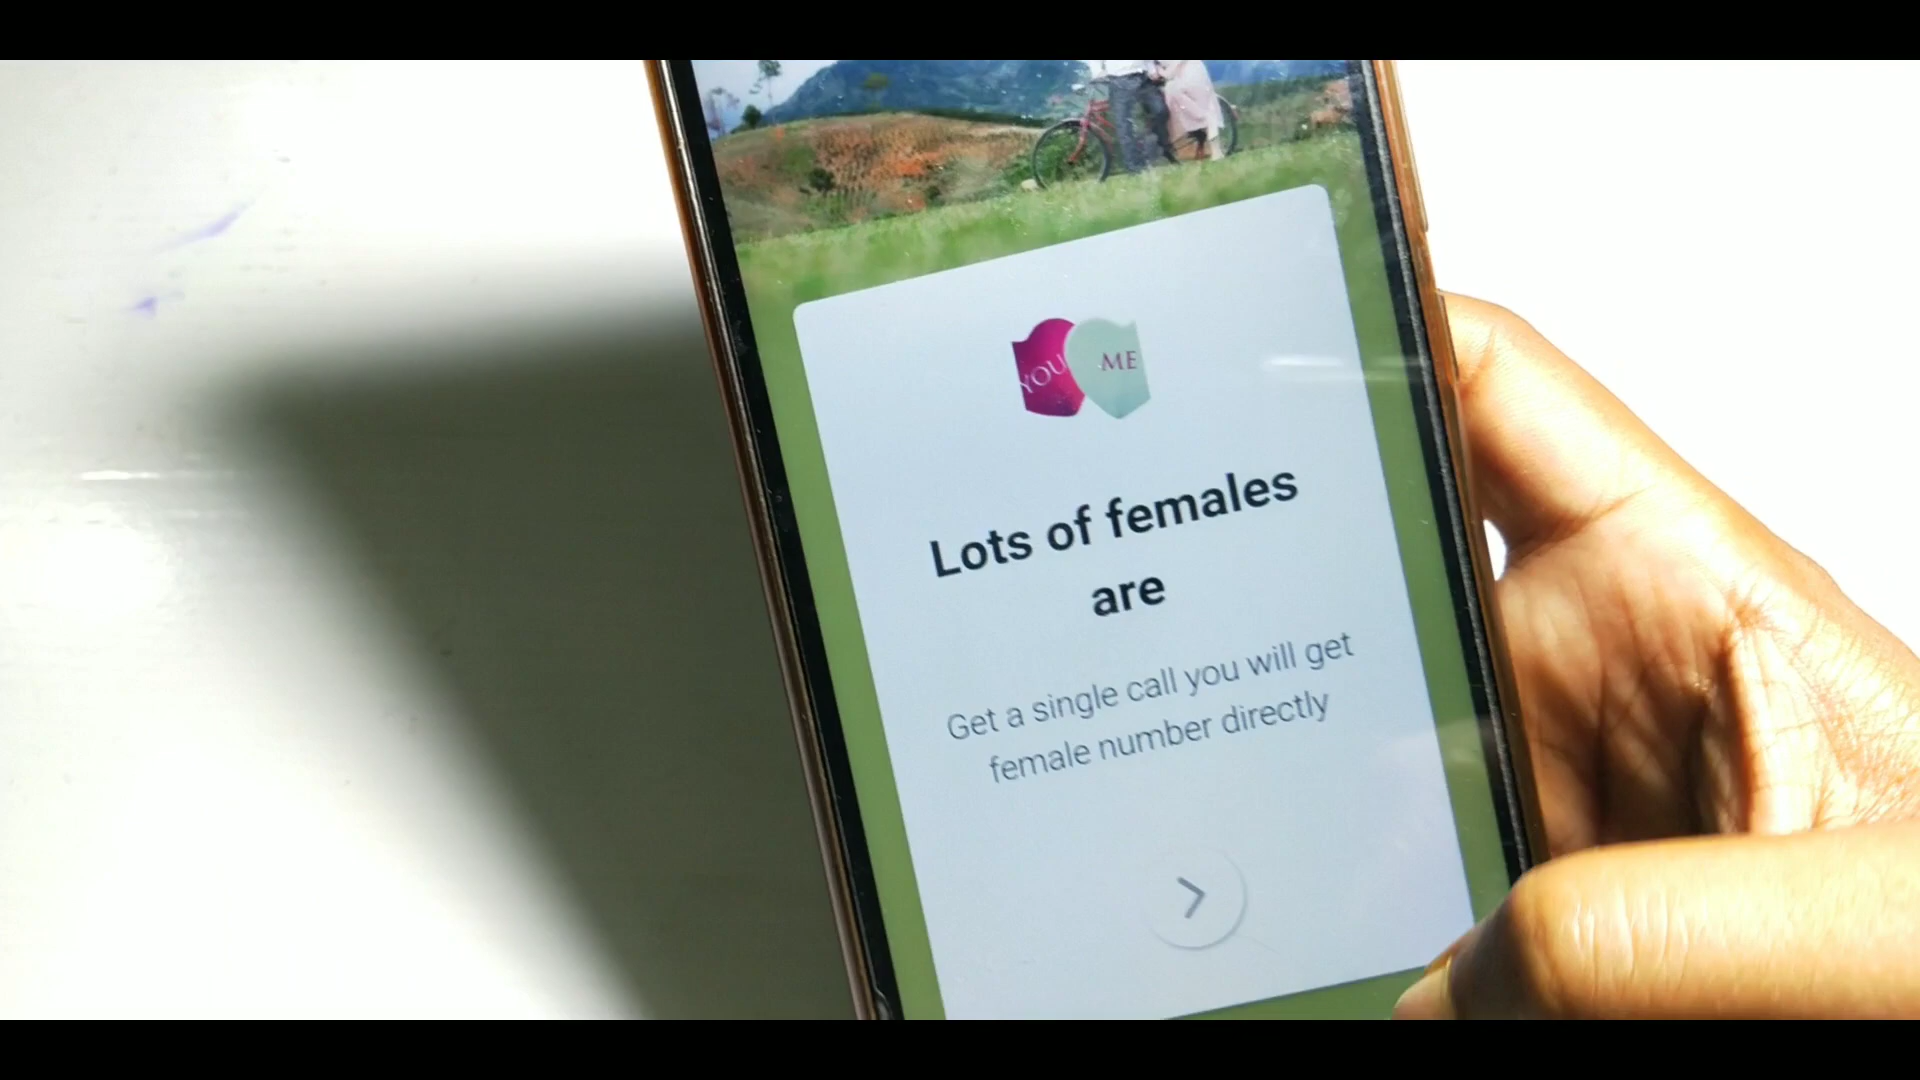 YOU ME
Lots of females
are
Get a single call you will get
female number directly